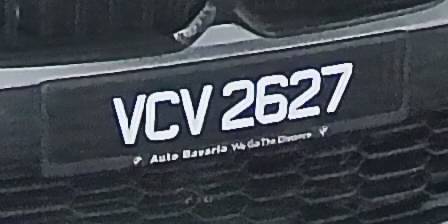 VCV 2627
Auto Bavaria We Go The Distance